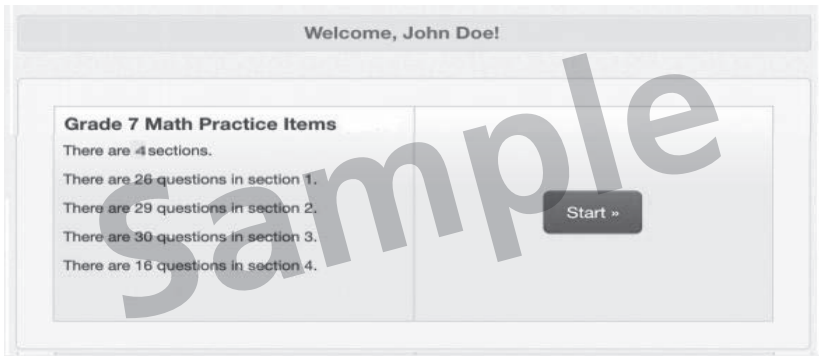 Welcome, John Doe!
Grade 7 Math Practice Items
There are 4 sections.
There are 26 questions in section 1.
There are 29 questions in section 2.
There are 30 questions in section 3.
There are 16 questions in section 4.
Start »
Sample